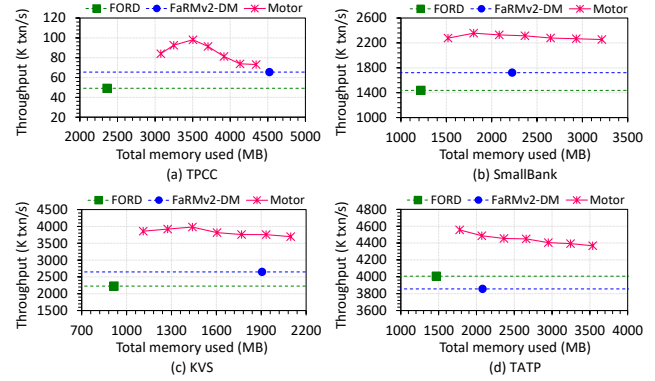 FORD FaRMv2-DM Motor
Throughput (K txn/s)
120
100
80
60
40
20
2000 2500 3000 3500 4000 4500 5000
Total memory used (MB)
(a) TPCC
FORD FaRMv2-DM Motor
Throughput (K txn/s)
2600
2200
1800
1400
1000
1000 1500 2000 2500 3000 3500
Total memory used (MB)
(b) SmallBank
FORD FaRMv2-DM Motor
Throughput (K txn/s)
4500
4000
3500
3000
2500
2000
1500
700 1000 1300 1600 1900 2200
Total memory used (MB)
(c) KVS
FORD FaRMv2-DM Motor
Throughput (K txn/s)
4800
4600
4400
4200
4000
3800
3600
1000 1500 2000 2500 3000 3500 4000
Total memory used (MB)
(d) TATP